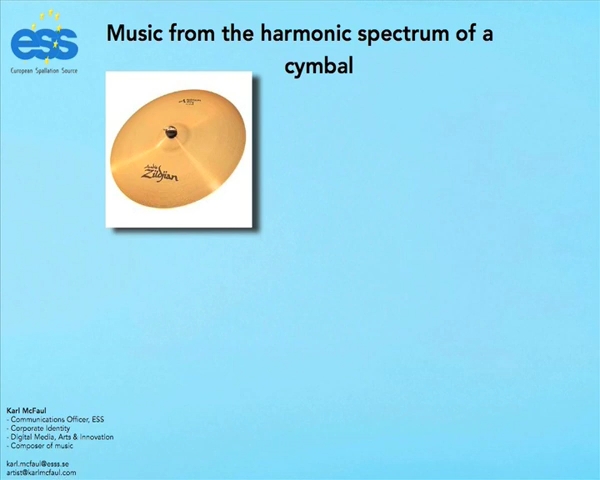 ess
European Spallation Source
Music from the harmonic spectrum of a
cymbal
Zildjian
Karl McFaul
- Communications Officer, ESS
- Corporate Identity
- Digital Media, Arts & Innovation
- Composer of music
karl.mcfaul@esss.se
artist@karlmcfaul.com